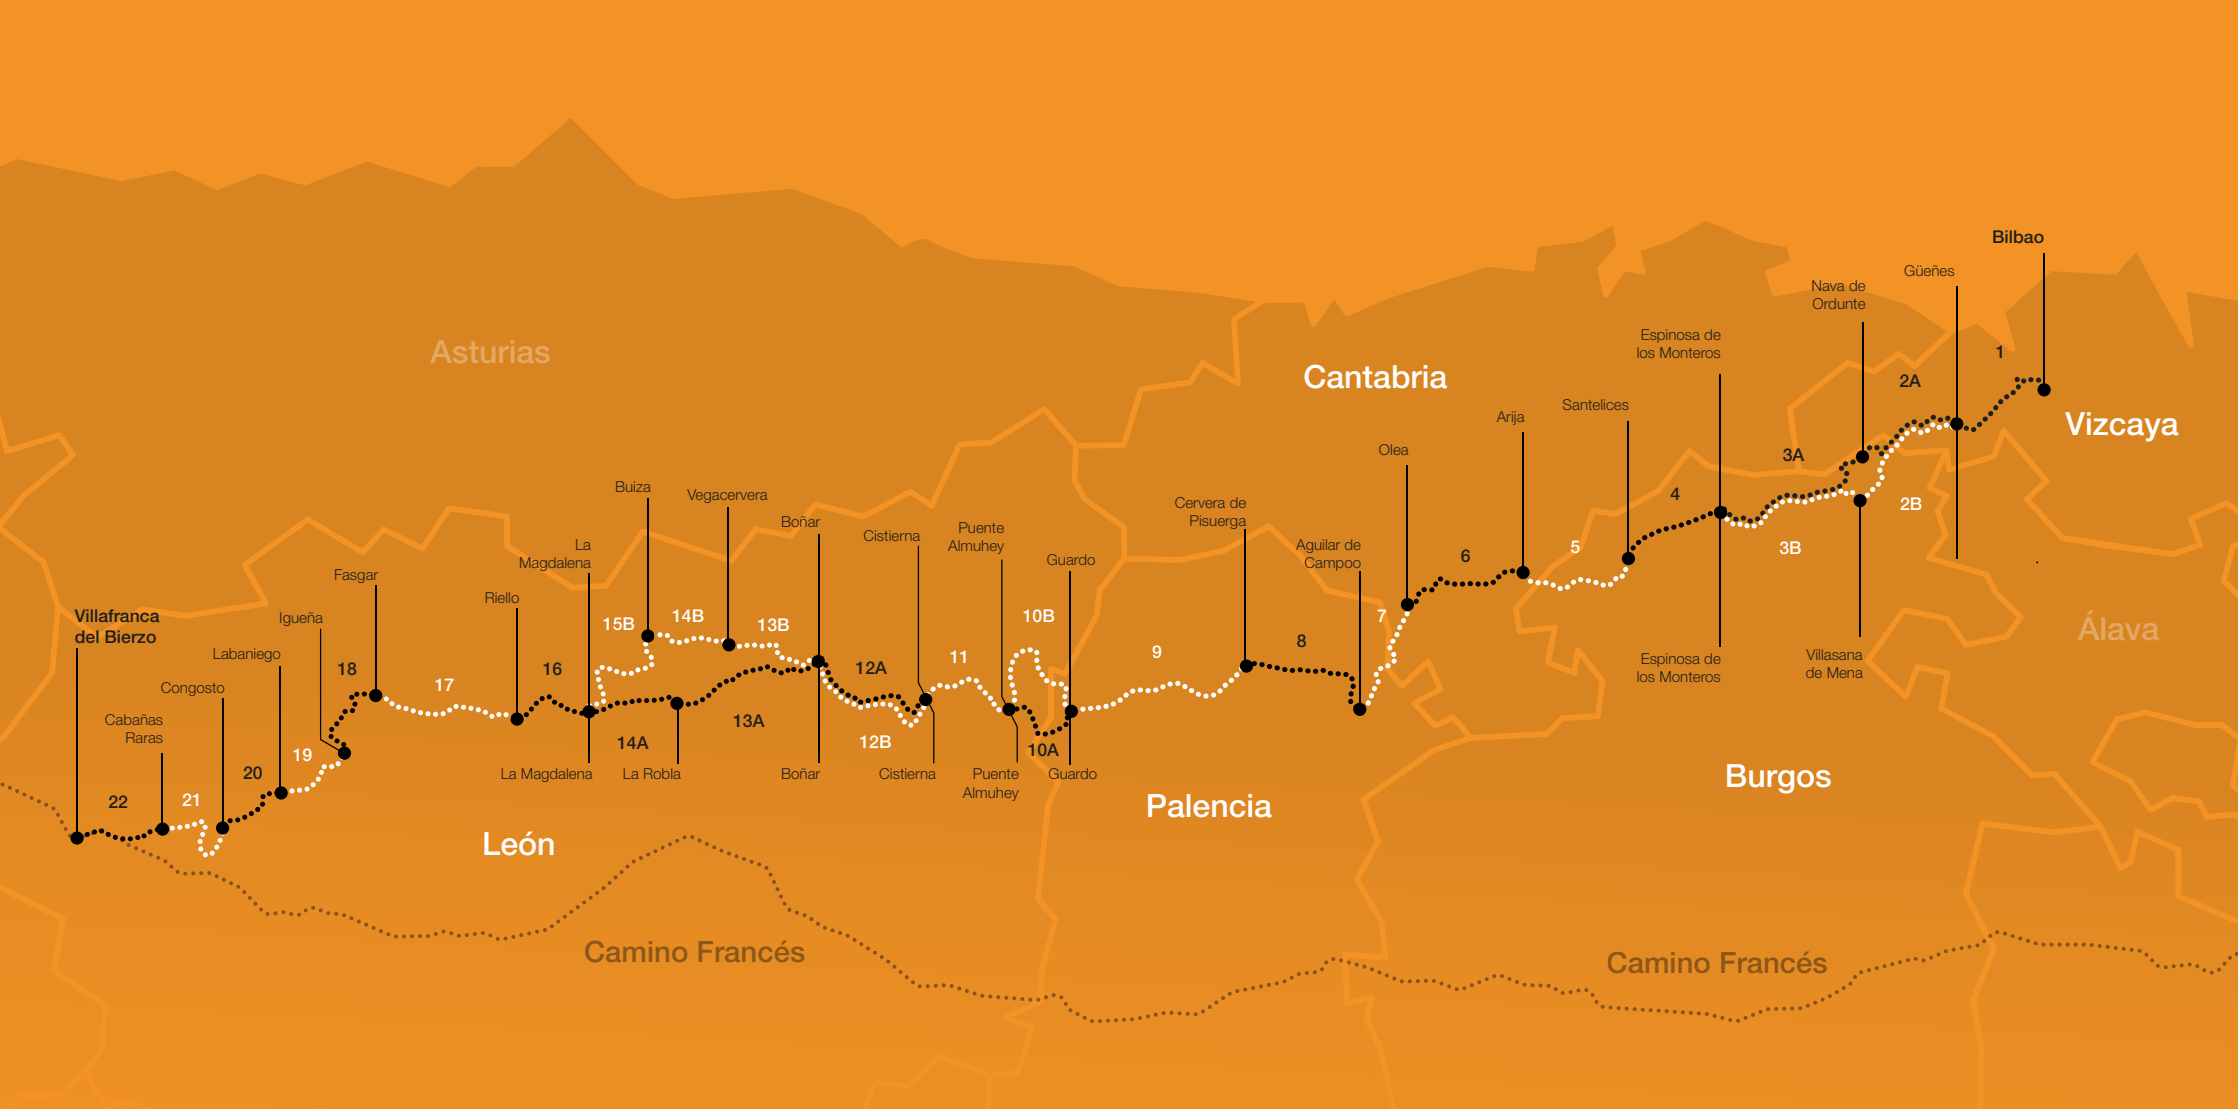 Bilbao
Güeñes
Nava de
Ordunte
Espinosa de
los Monteros
1
Asturias
Cantabria
2A
Santelices
Arija
Vizcaya
Olea
3A
Buiza
Vegacervera
4
2B
Cervera de
Pisuerga
Boñar
Puente
Almuhey
Cistierna
La
Magdalena
Aguilar de
Campoo
5
3B
6
Guardo
Fasgar
Riello
Villafranca
del Bierzo
Igueña
15B
14B
13B
10B
7
Álava
Labaniego
18
16
12A
11
9
8
Espinosa de
los Monteros
Villasana
de Mena
Congosto
17
Cabañas
Raras
13A
14A
12B
10A
19
20
La Magdalena
La Robla
Boñar
Cistierna
Puente
Almuhey
Guardo
Burgos
22
21
Palencia
León
Camino Francés
Camino Francés